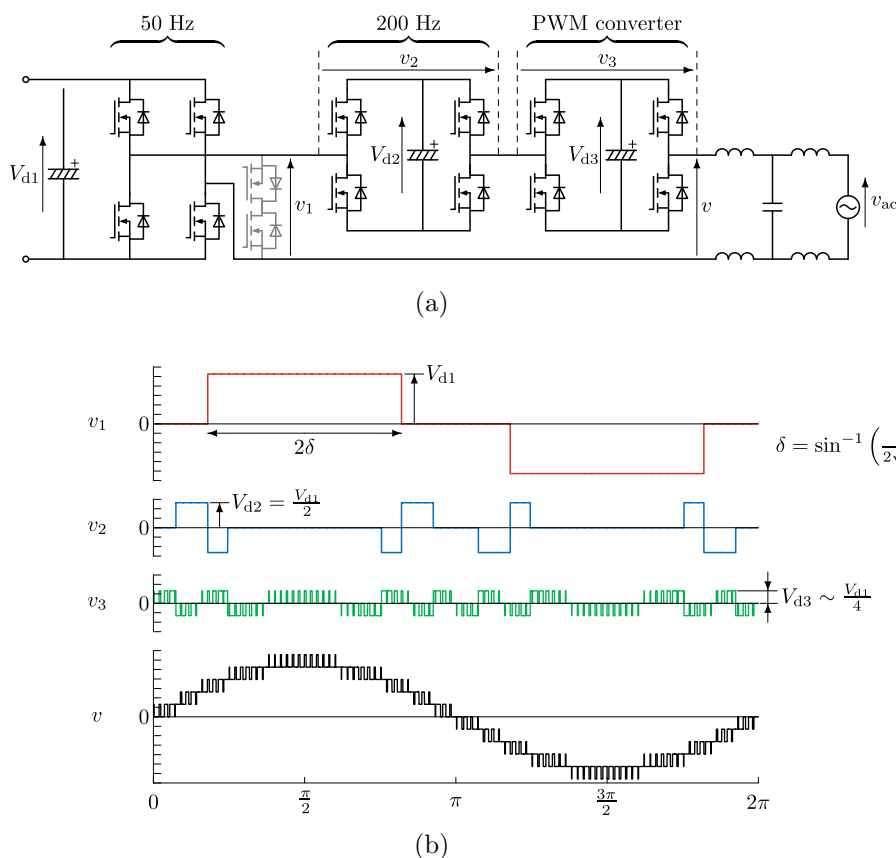 50 Hz 200 Hz PWM converter
v2 v3
Vd1 + Vd2 + Vd3 +
v1 v vac
(a)
Vd1
v1 0
2δ
δ = sin−1 (
Vd2 = Vd1/2
v2 0
v3 0 Vd3 ∼ Vd1/4
v 0
0 π/2 π 3π/2 2π
(b)